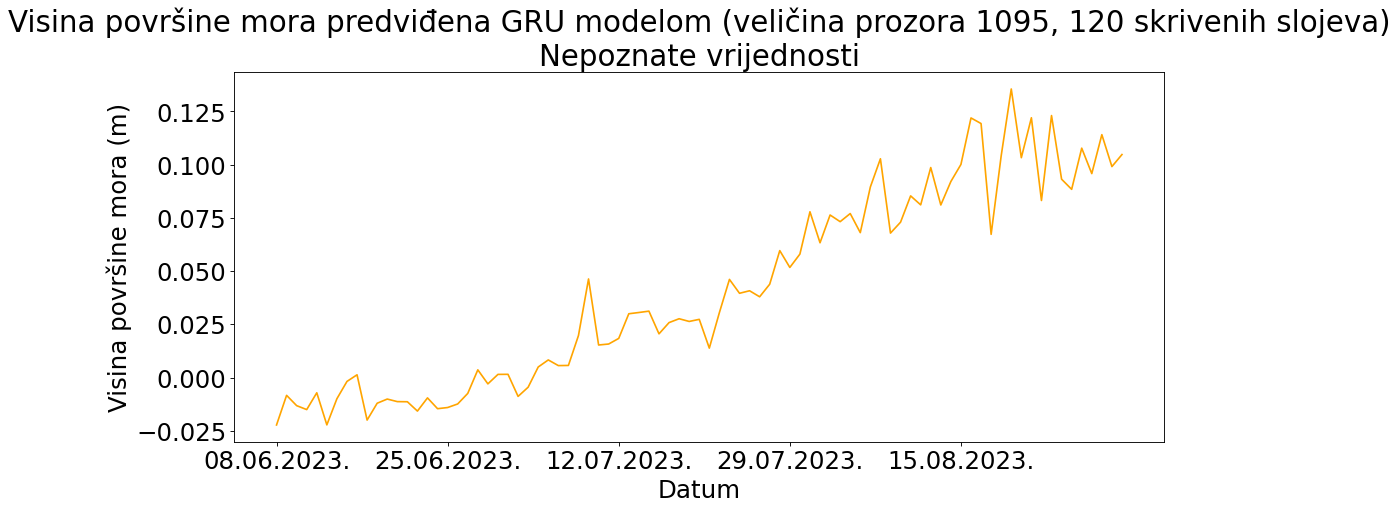 Visina površine mora predviđena GRU modelom (veličina prozora 1095, 120 skrivenih slojeva)
Nepoznate vrijednosti
Visina površine mora (m)
0.125
0.100
0.075
0.050
0.025
0.000
−0.025
08.06.2023. 25.06.2023. 12.07.2023. 29.07.2023. 15.08.2023.
Datum